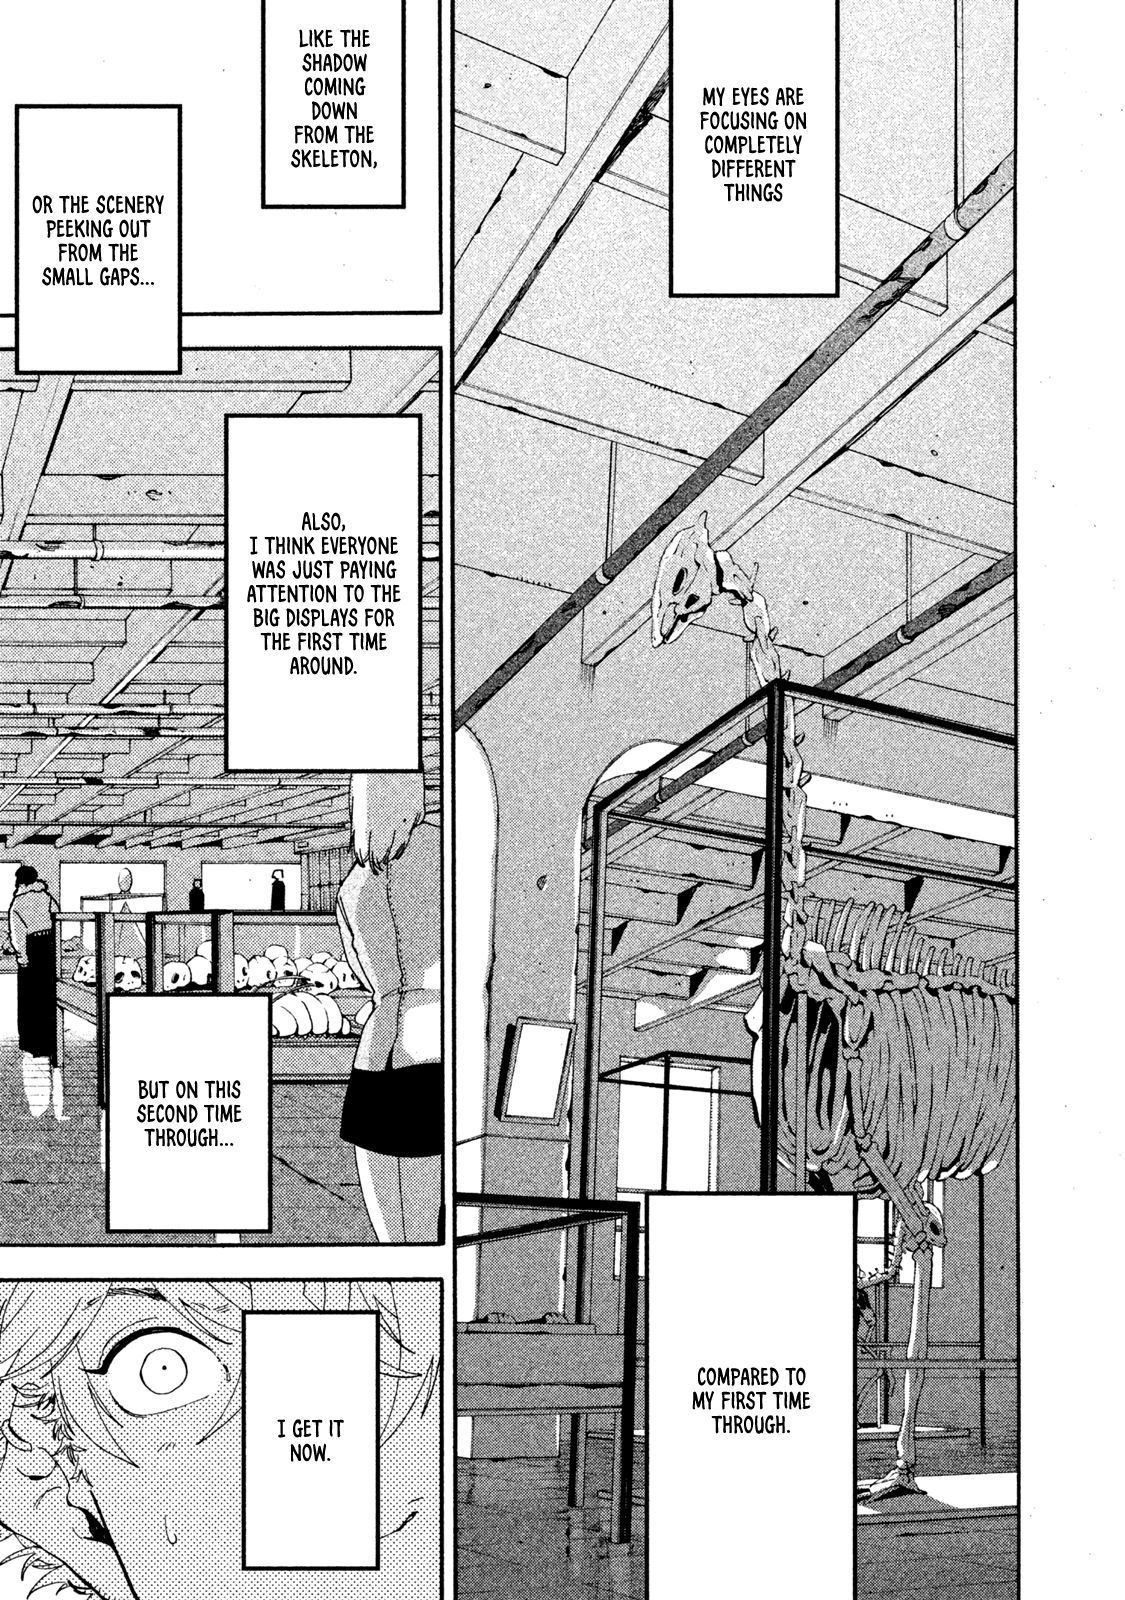 MY EYES ARE
FOCUSING ON
COMPLETELY
DIFFERENT
THINGS
COMPARED TO
MY FIRST TIME
THROUGH.
LIKE THE
SHADOW
COMING
DOWN
FROM THE
SKELETON,
OR THE SCENERY
PEEKING OUT
FROM THE
SMALL GAPS...
ALSO,
I THINK EVERYONE
WAS JUST PAYING
ATTENTION TO THE
BIG DISPLAYS FOR
THE FIRST TIME
AROUND.
BUT ON THIS
SECOND TIME
THROUGH...
I GET IT
NOW.